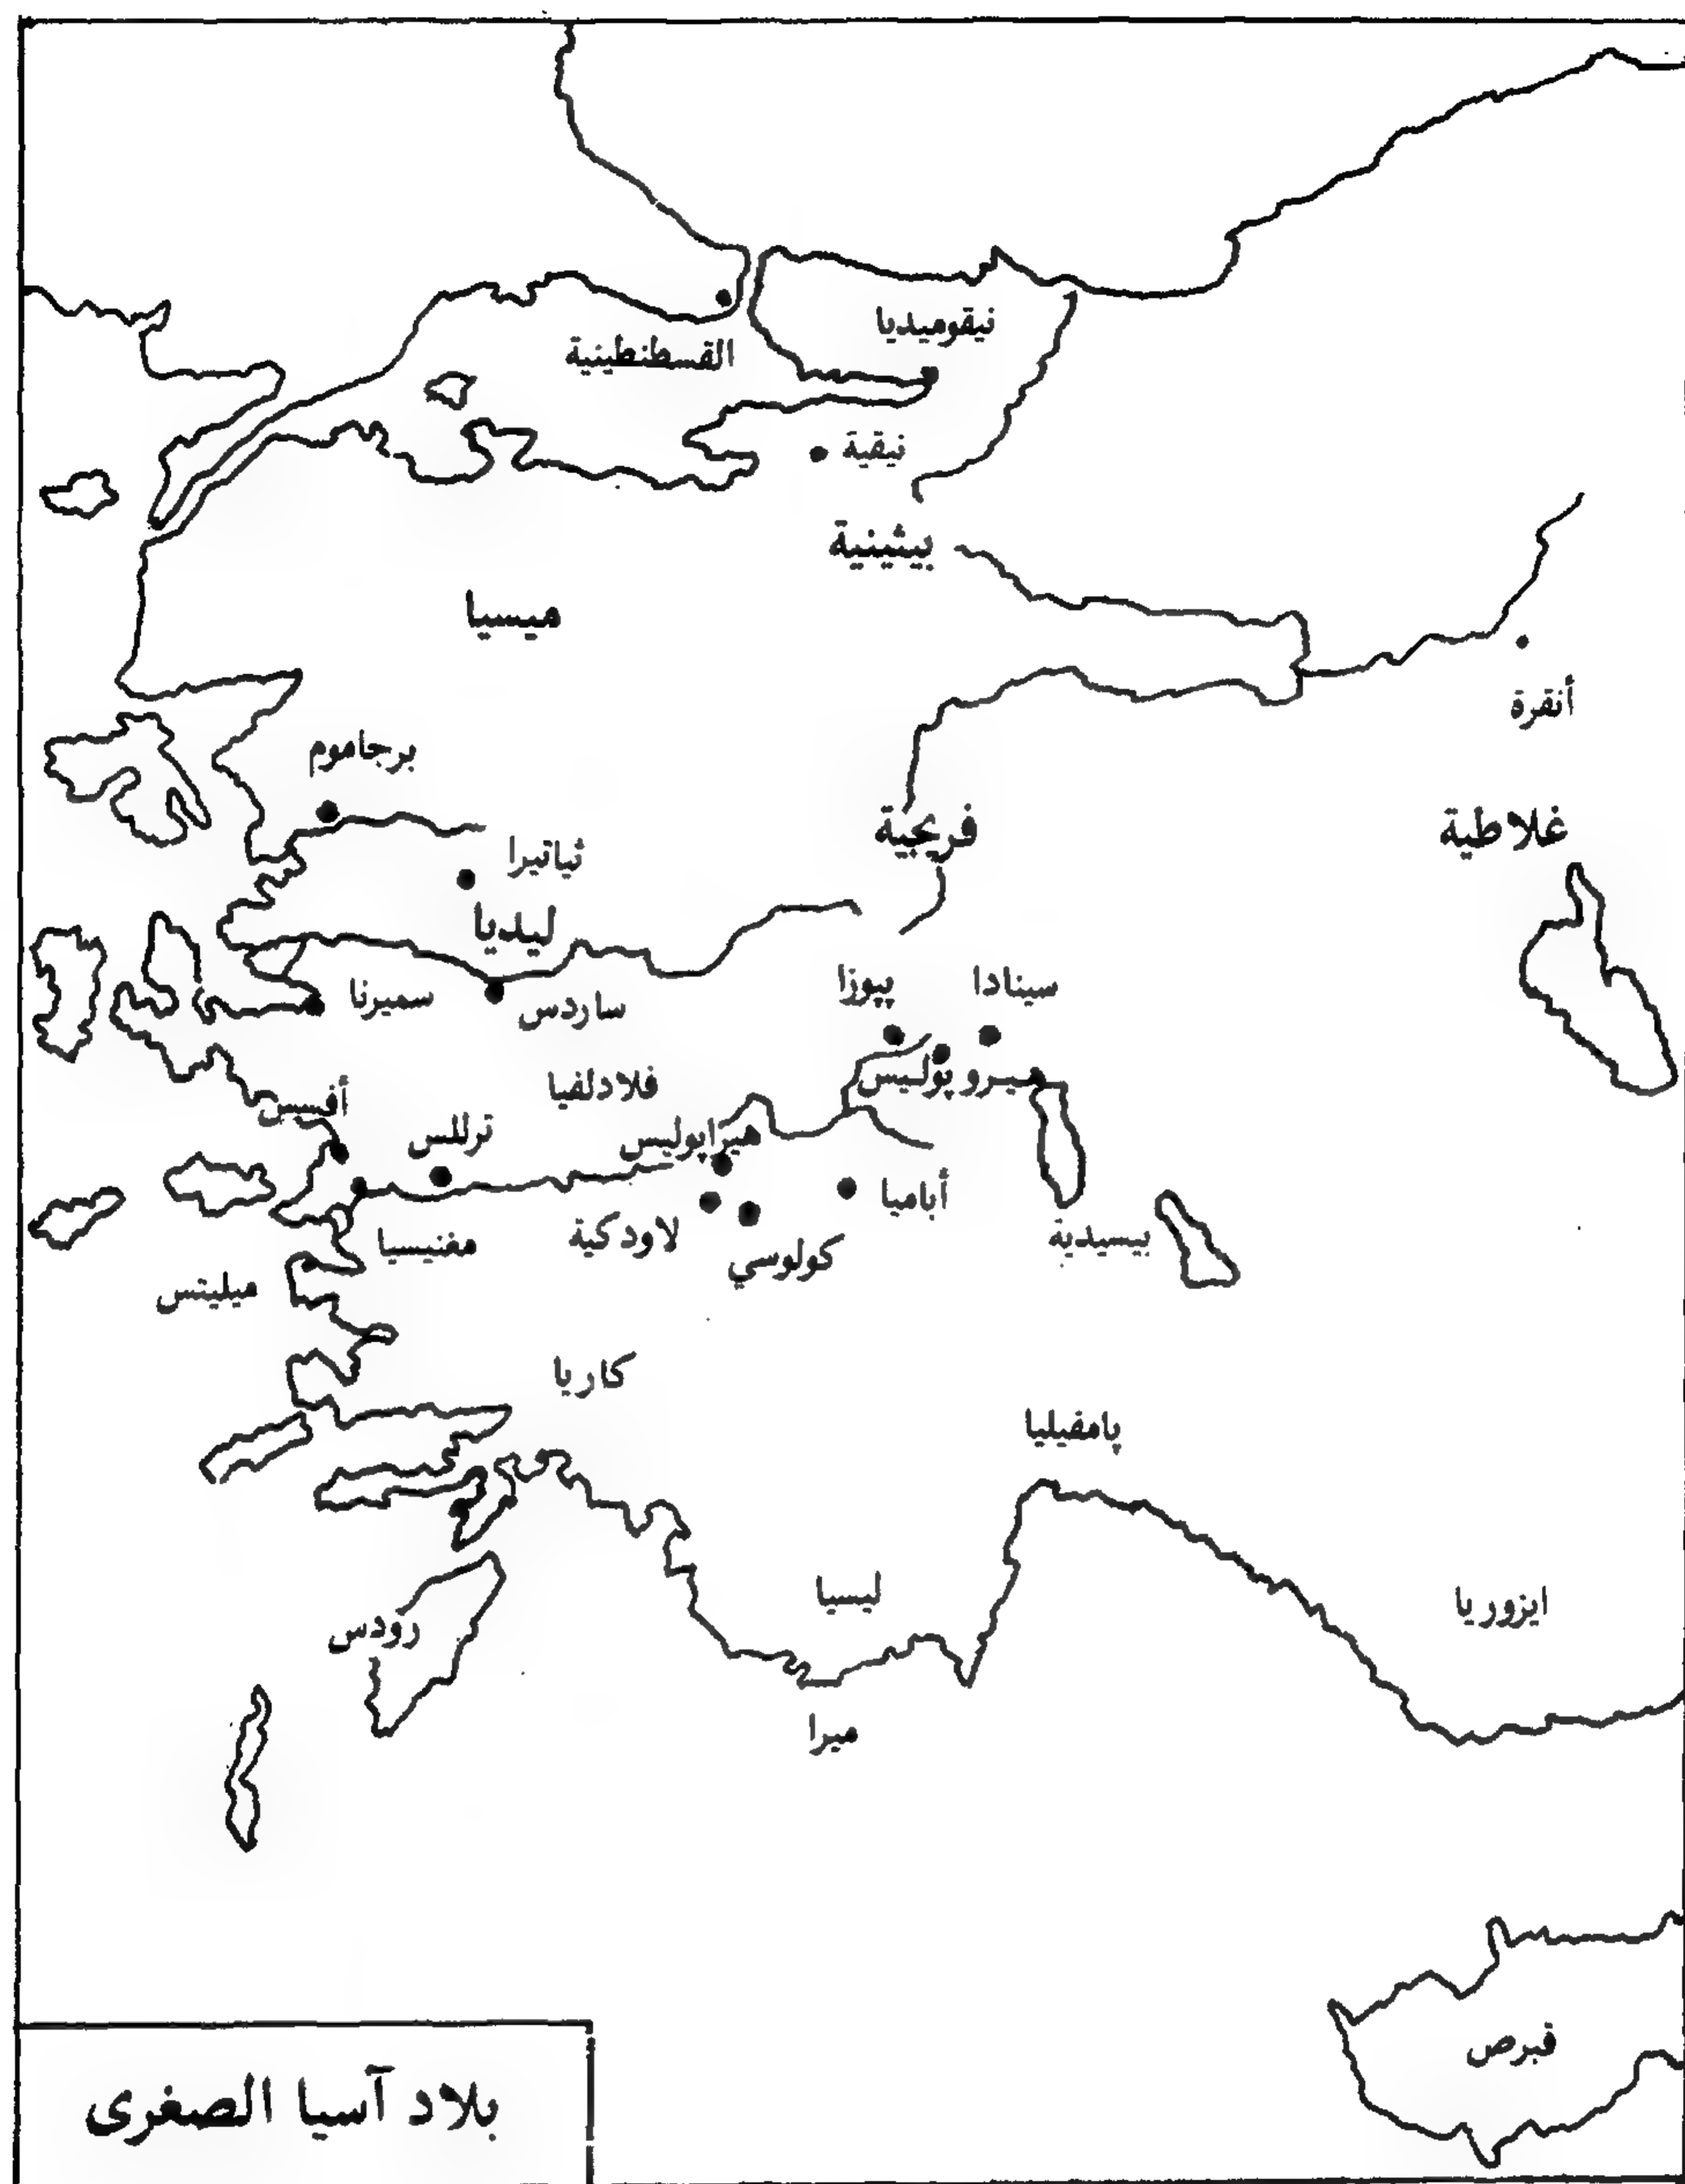 نيقوميديا
القسطنطينية
نيقية
بيثينية
ميسيا
أنقرة
برجاموم
فريجية
غلاطية
ثياتيرا
ليديا
سميرنا
ساردس
پيوزا
سينادا
هيروپوليس
فلادلفيا
أفسس
ترللس
هيراپوليس
أباميا
لاودكية
كولوسي
مغنيسيا
بيسيدية
ميليتس
كاريا
پامفيليا
ليسيا
ايزوريا
رودس
ميرا
قبرص
بلاد آسيا الصغرى